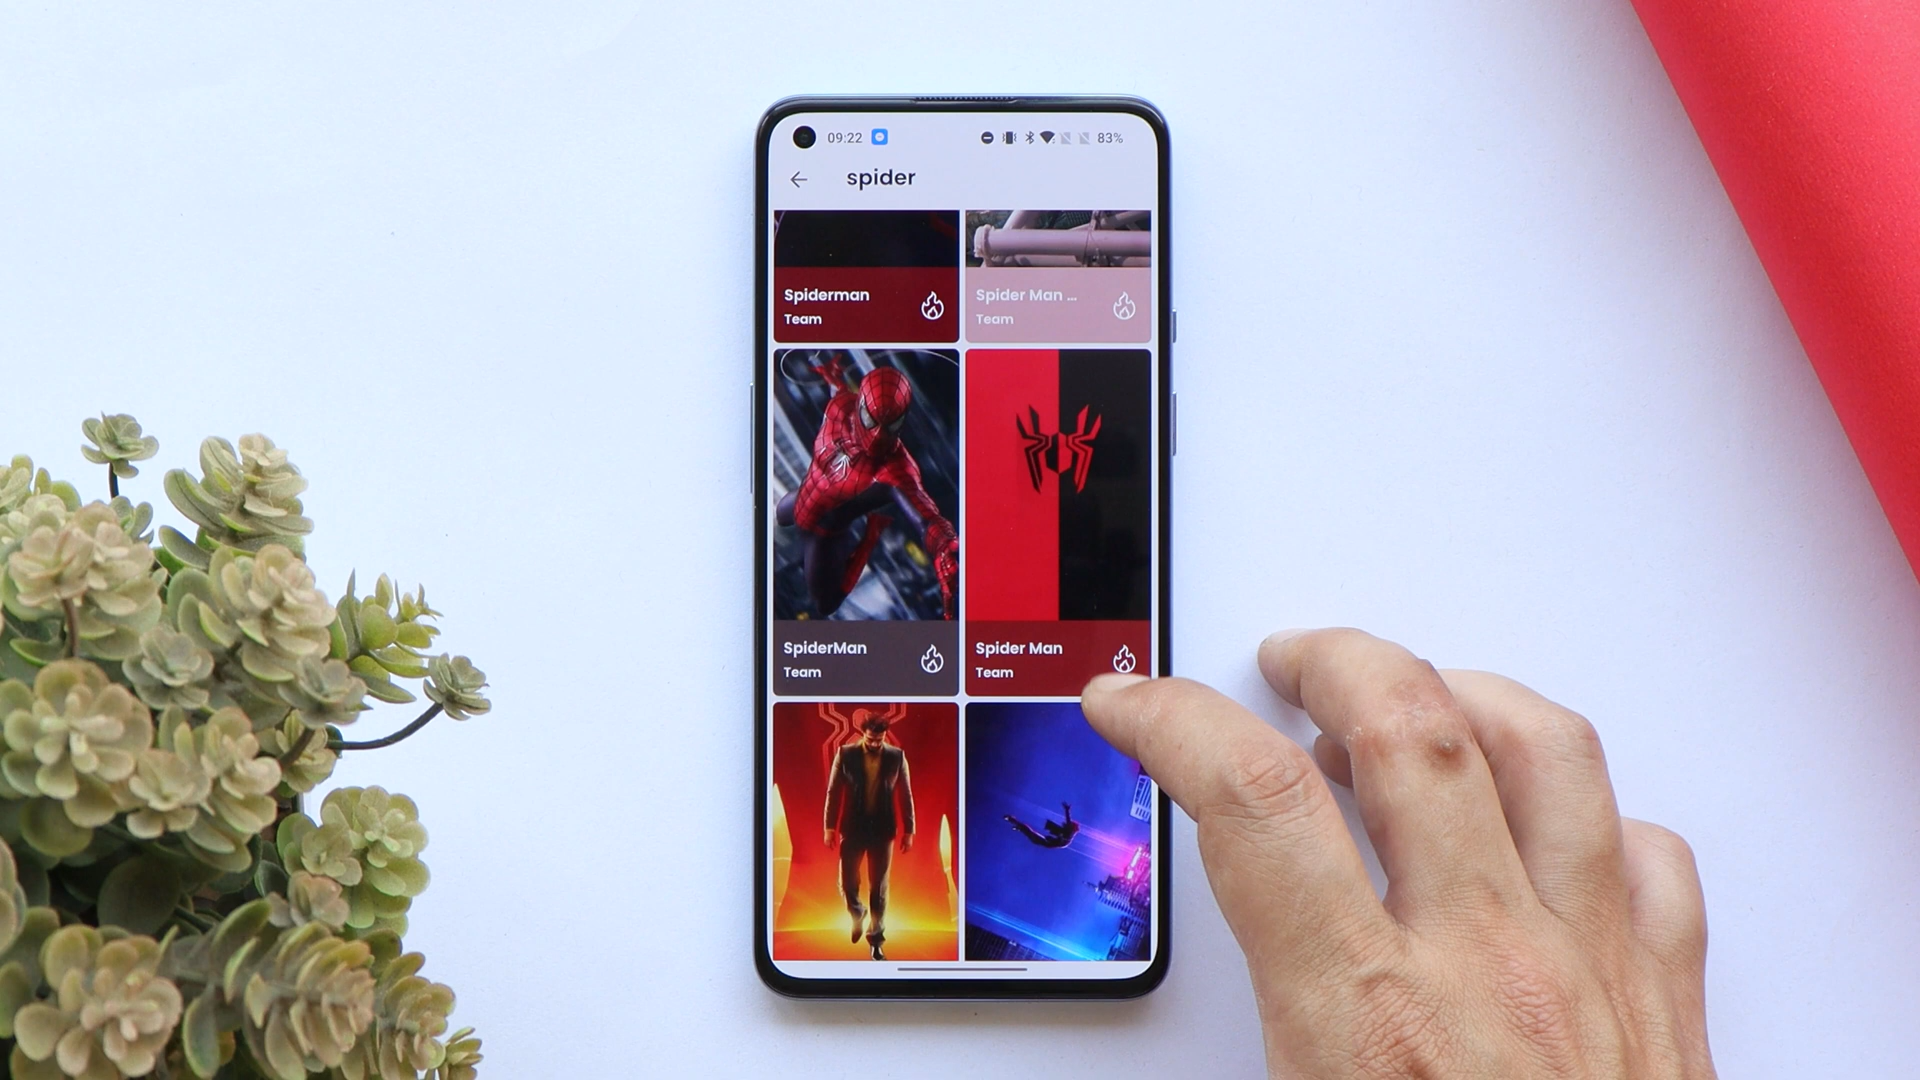 09:22 83%
spider
Spiderman
Team
Spider Man ...
Team
SpiderMan
Team
Spider Man
Team